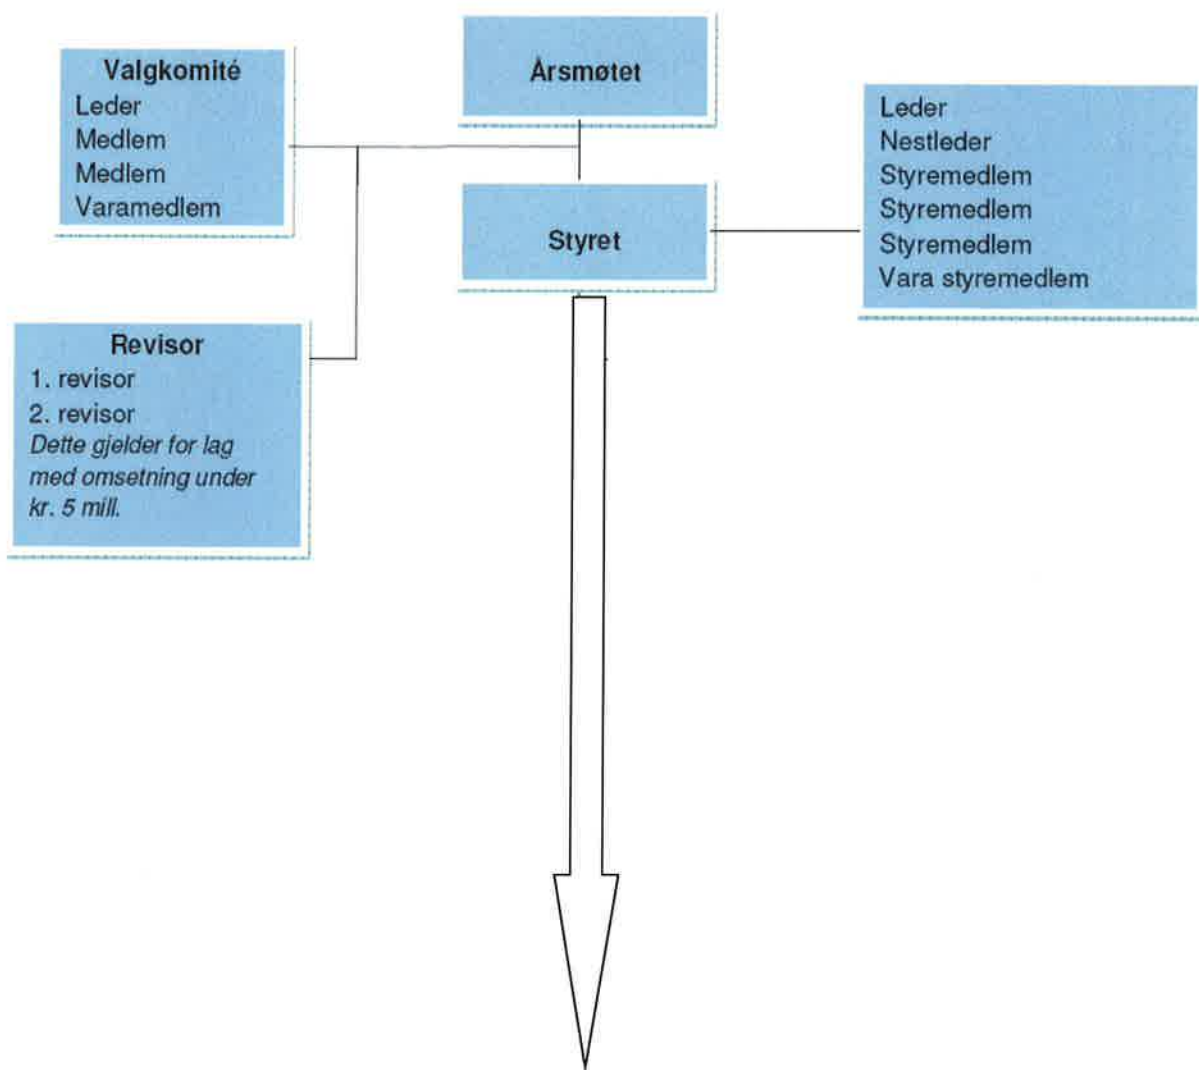 Valgkomité
Leder
Medlem
Medlem
Varamedlem
Årsmøtet
Styret
Leder
Nestleder
Styremedlem
Styremedlem
Styremedlem
Vara styremedlem
Revisor
1. revisor
2. revisor
Dette gjelder for lag
med omsetning under
kr. 5 mill.